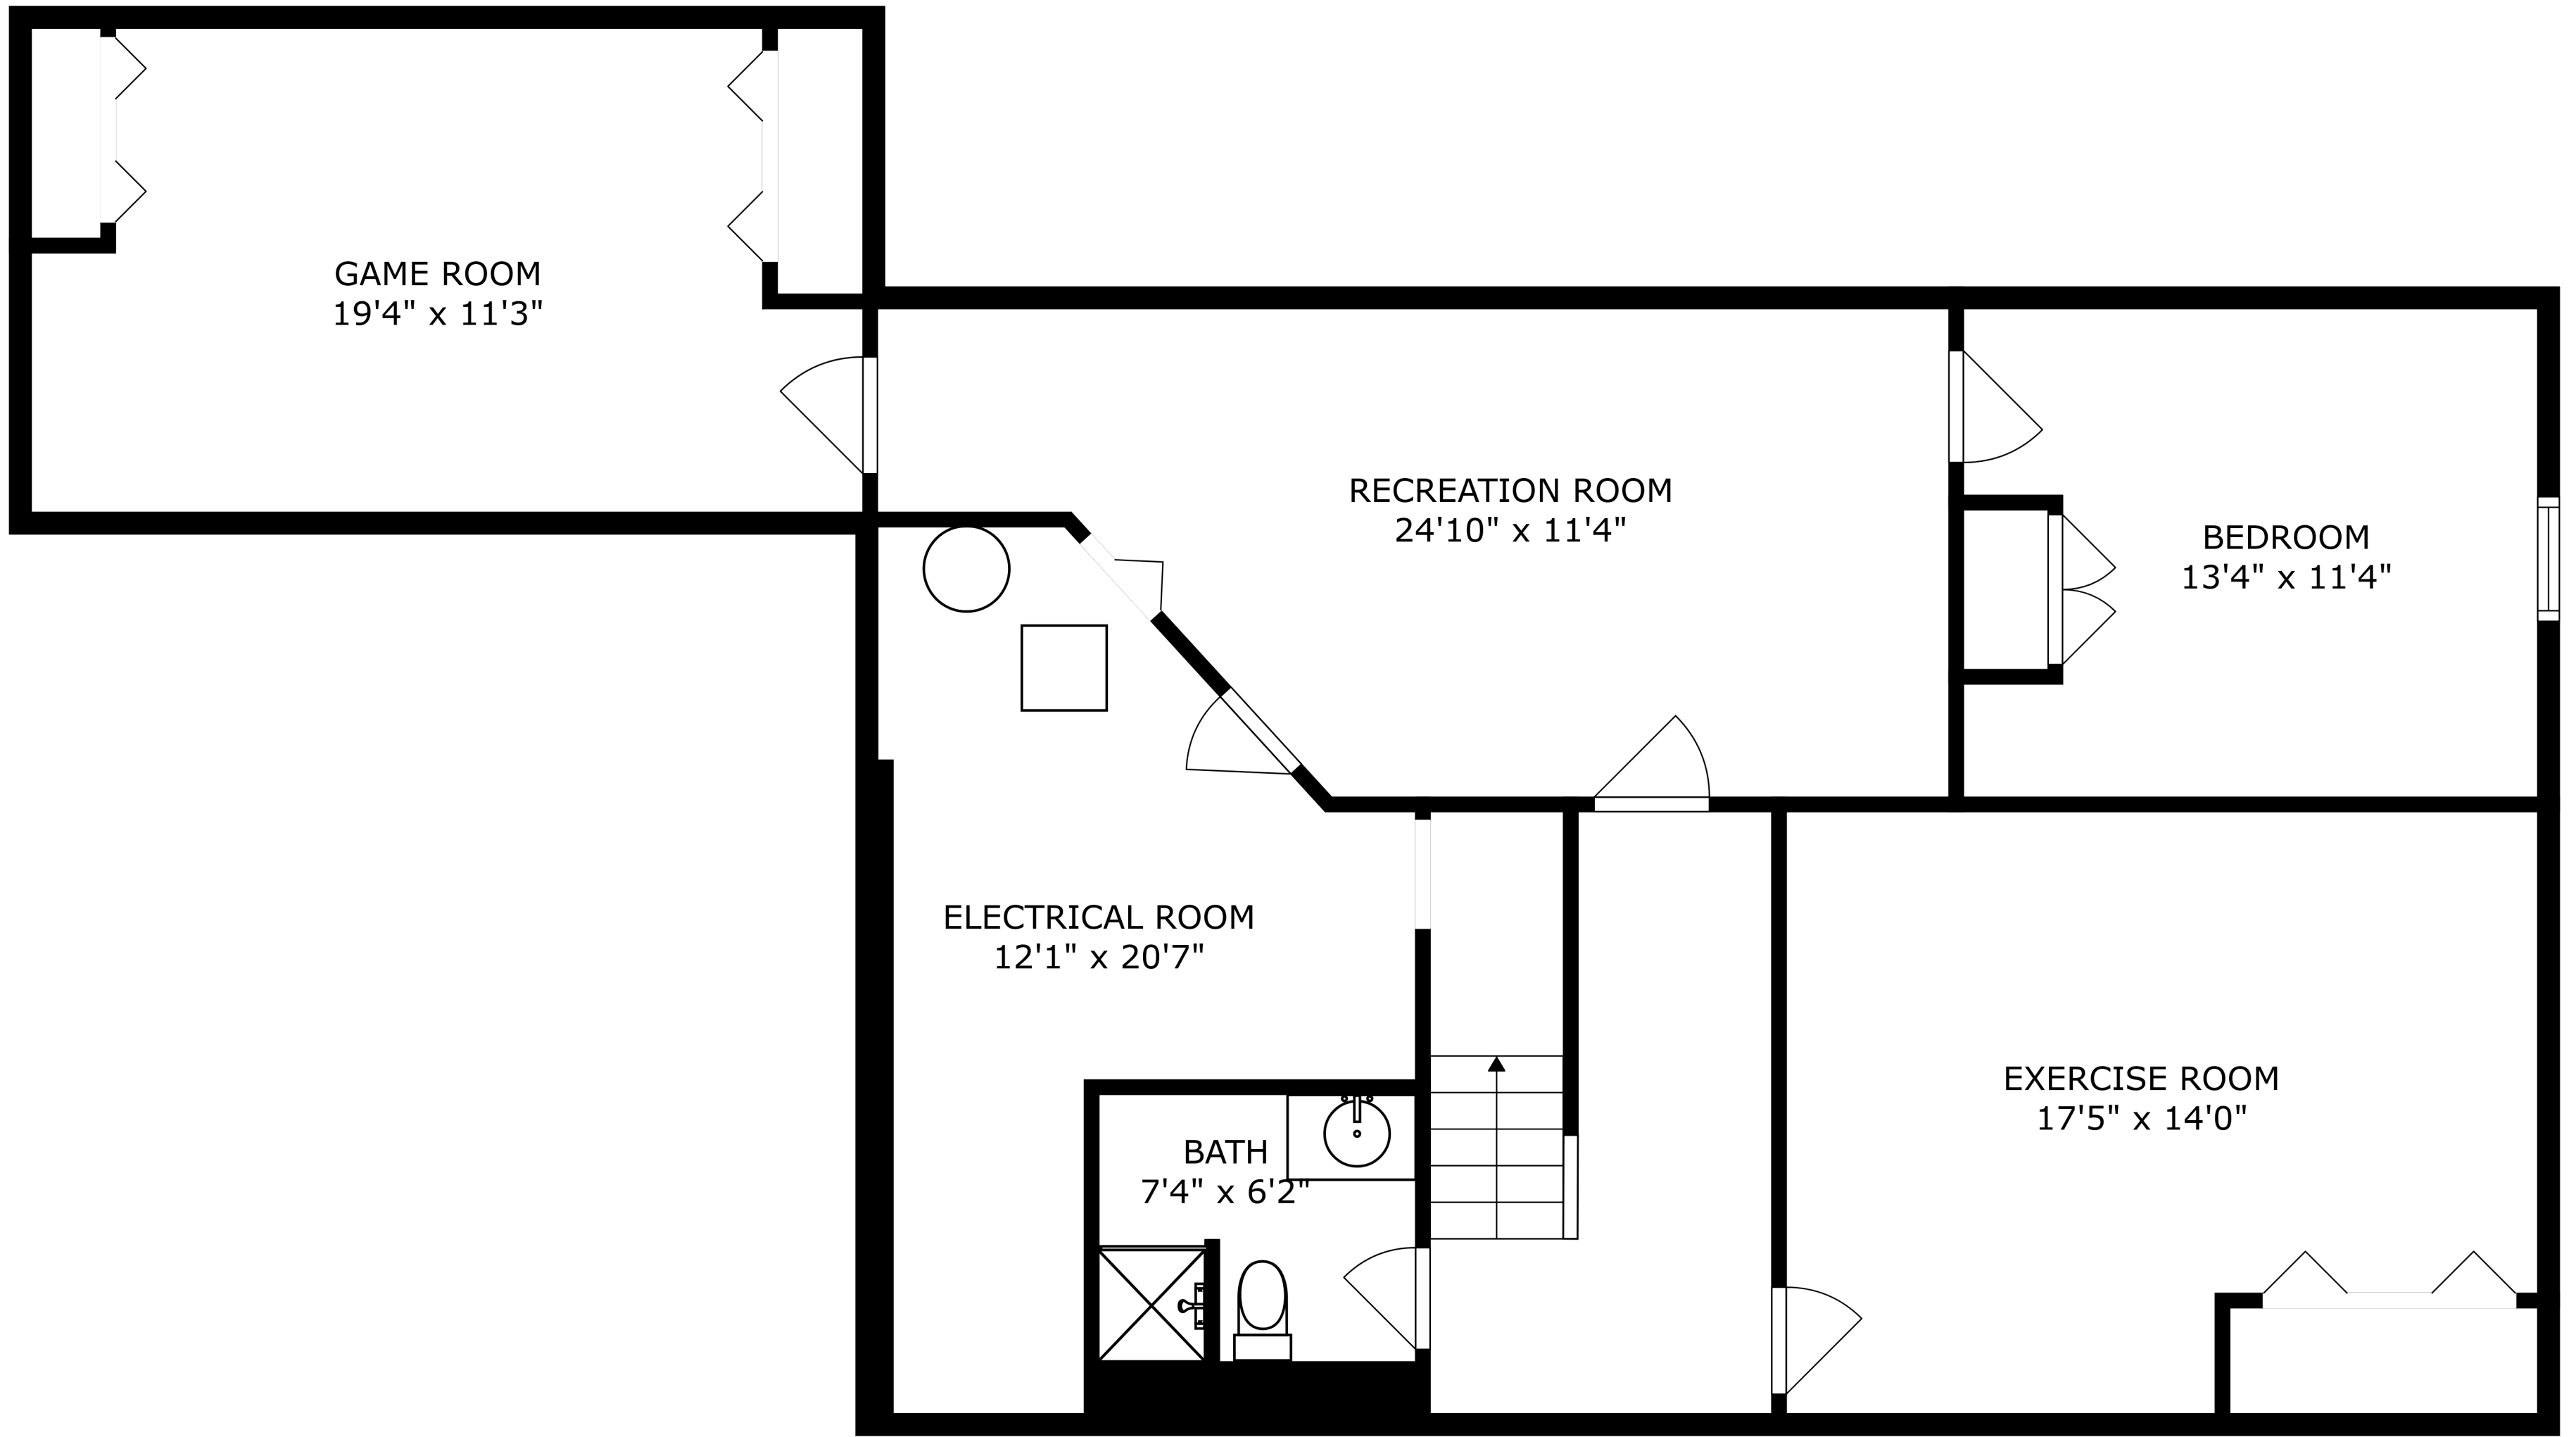 GAME ROOM
19'4" x 11'3"
RECREATION ROOM
24'10" x 11'4"
BEDROOM
13'4" x 11'4"
ELECTRICAL ROOM
12'1" x 20'7"
EXERCISE ROOM
17'5" x 14'0"
BATH
7'4" x 6'2"